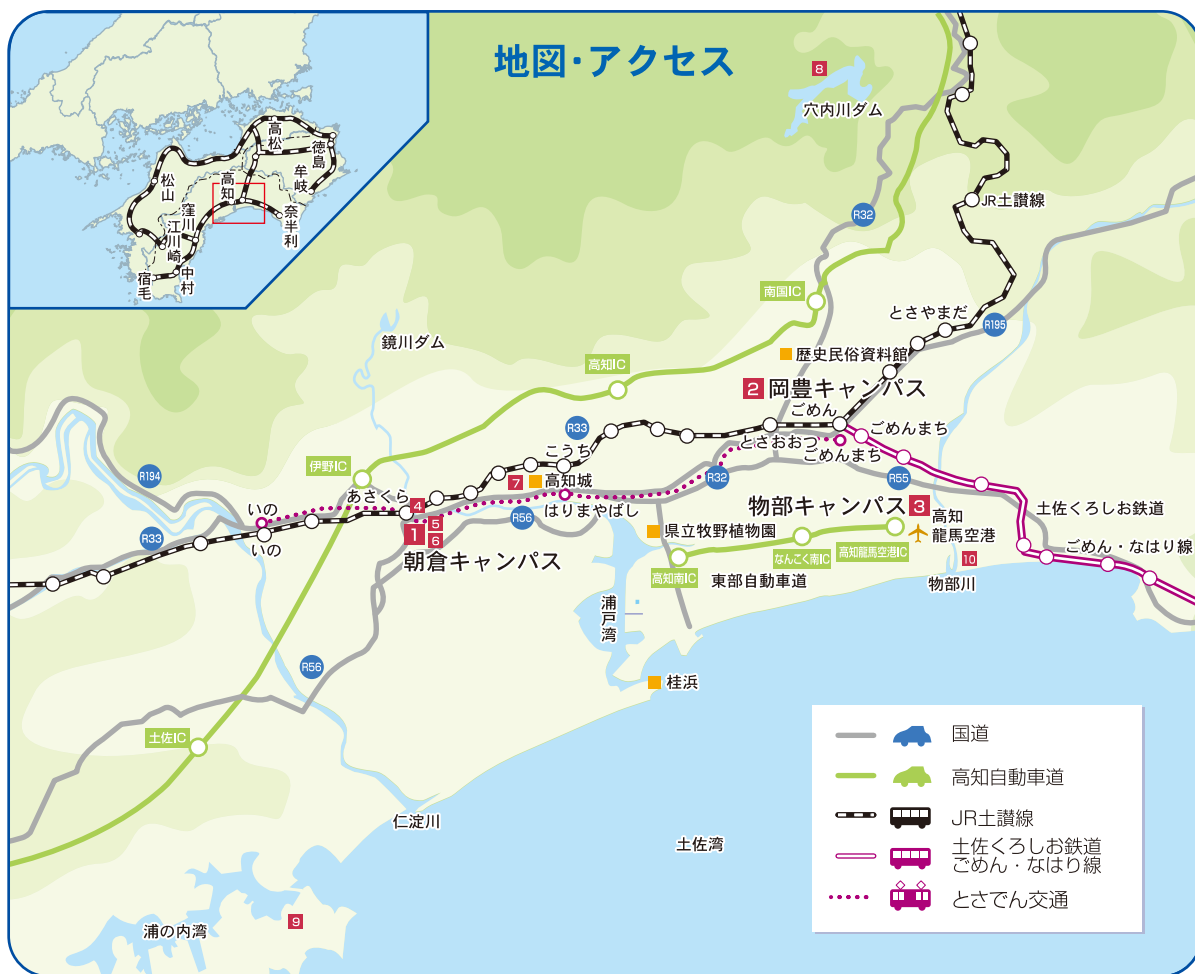 地図・アクセス
高松
徳島
松山
高知
牟岐
窪川
江川崎
奈半利
中村
宿毛
8
穴内川ダム
JR土讃線
R32
南国IC
とさやまだ
R195
鏡川ダム
歴史民俗資料館
高知IC
2 岡豊キャンパス
ごめん
R33
ごめんまち
こうち
とさおおつ
ごめんまち
伊野IC
R194
7
高知城
R32
R55
あさくら
4
はりまやばし
物部キャンパス 3
いの
1
5
6
R56
高知
龍馬空港
土佐くろしお鉄道
県立牧野植物園
R33
いの
朝倉キャンパス
なんこく南IC
高知龍馬空港IC
ごめん・なはり線
10
高知南IC
東部自動車道
物部川
浦戸湾
R56
桂浜
土佐IC
仁淀川
土佐湾
9
浦の内湾
国道
高知自動車道
JR土讃線
土佐くろしお鉄道
ごめん・なはり線
とさでん交通